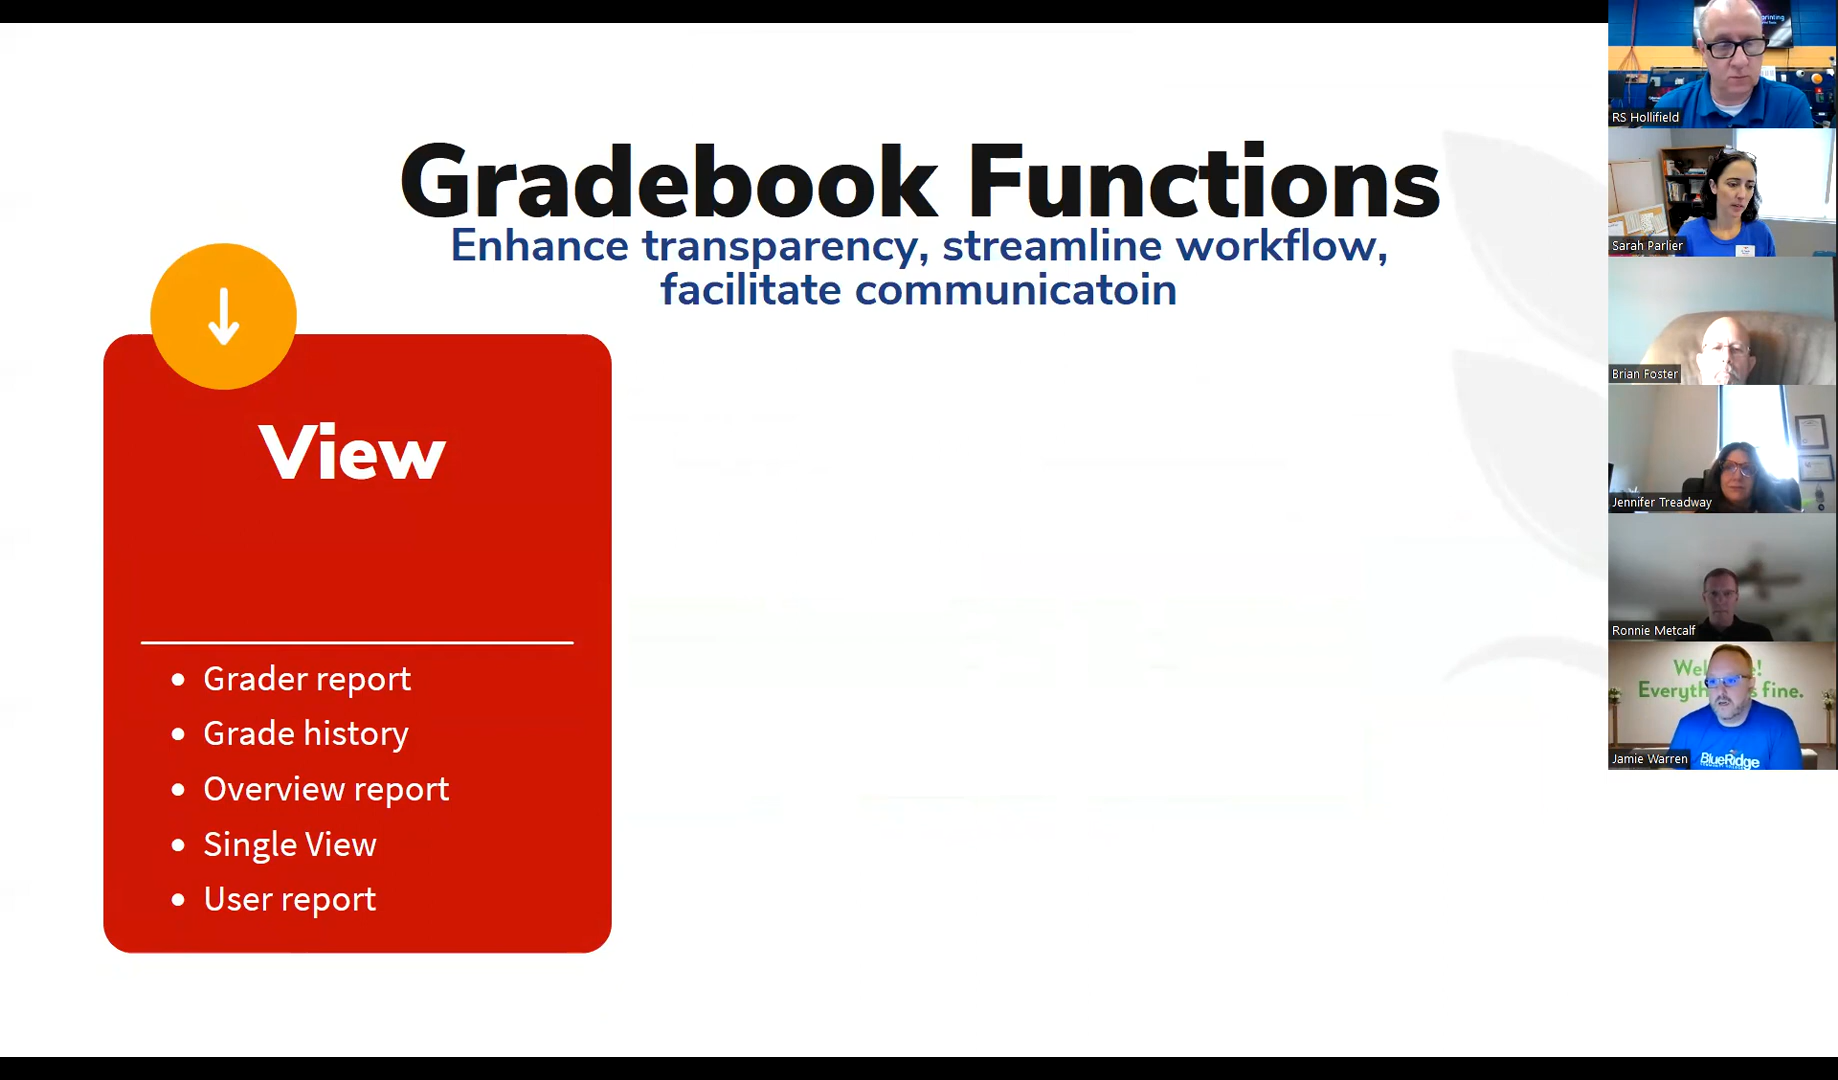 Gradebook Functions
Enhance transparency, streamline workflow,
facilitate communicatoin
View
Grader report
Grade history
Overview report
Single View
User report
RS Hollifield
Sarah Parlier
Brian Foster
Jennifer Treadway
Ronnie Metcalf
fine.
BlueRidge
Jamie Warren